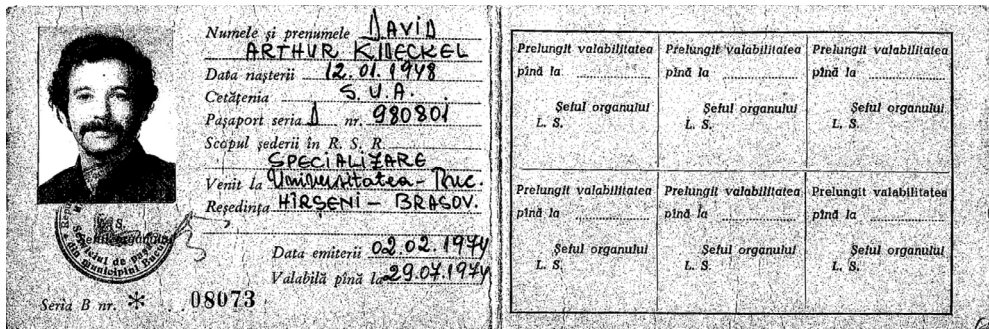 Numele și prenumele DAVID
ARTHUR KIDECKEL
Data nașterii 12.01.1948
Cetățenia S.U.A.
Pașaport seria D nr. 980801
Scopul șederii în R. S. R.
SPECIALIZARE
Venit la Universitatea - Buc.
Reședința HÎRSENI - BRASOV.
Data emiterii 02.02.1974
Valabilă pînă la 29.07.1974
L. S.
din municipiul
Seria B nr. * 08073
Prelungit valabilitatea
pînă la
Șeful organului
L. S.
Prelungit valabilitatea
pînă la
Șeful organului
L. S.
Prelungit valabilitatea
pînă la
Șeful organului
L. S.
Prelungit valabilitatea
pînă la
Șeful organului
L. S.
Prelungit valabilitatea
pînă la
Șeful organului
L. S.
Prelungit valabilitatea
pînă la
Șeful organului
L. S.